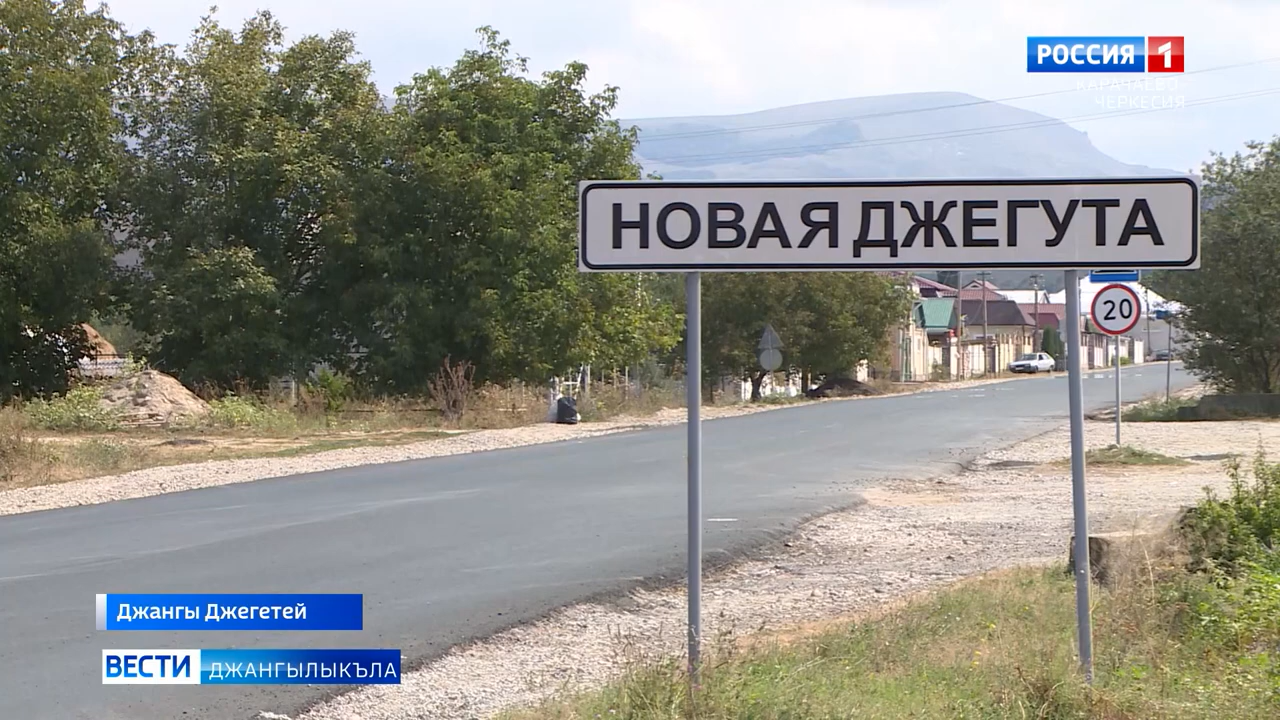 РОССИЯ 1
КАРАЧАЕВО-
ЧЕРКЕСИЯ
НОВАЯ ДЖЕГУТА
20
Джангы Джегетей
ВЕСТИ ДЖАНГЫЛЫКЪЛА